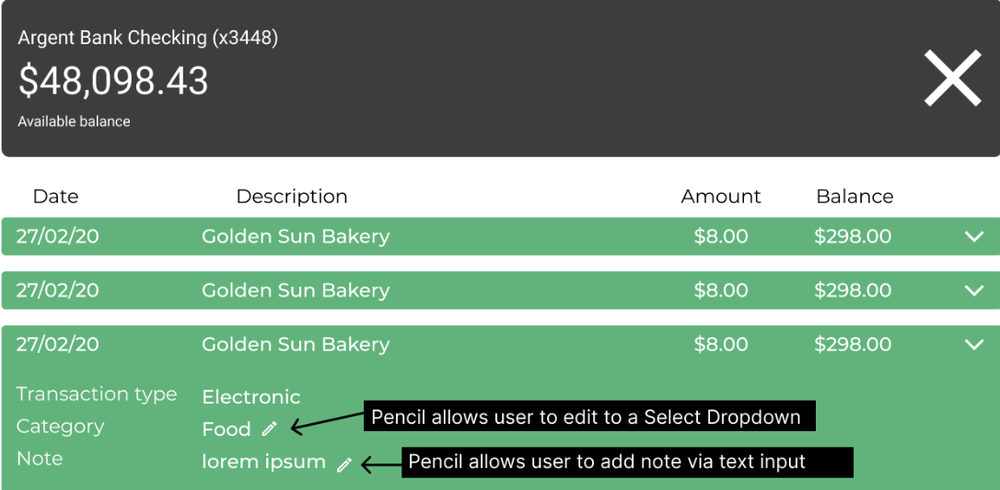 Argent Bank Checking (x3448)
$48,098.43
Available balance
Date Description Amount Balance
27/02/20 Golden Sun Bakery $8.00 $298.00
27/02/20 Golden Sun Bakery $8.00 $298.00
27/02/20 Golden Sun Bakery $8.00 $298.00
Transaction type Electronic
Category Food Pencil allows user to edit to a Select Dropdown
Note lorem ipsum Pencil allows user to add note via text input